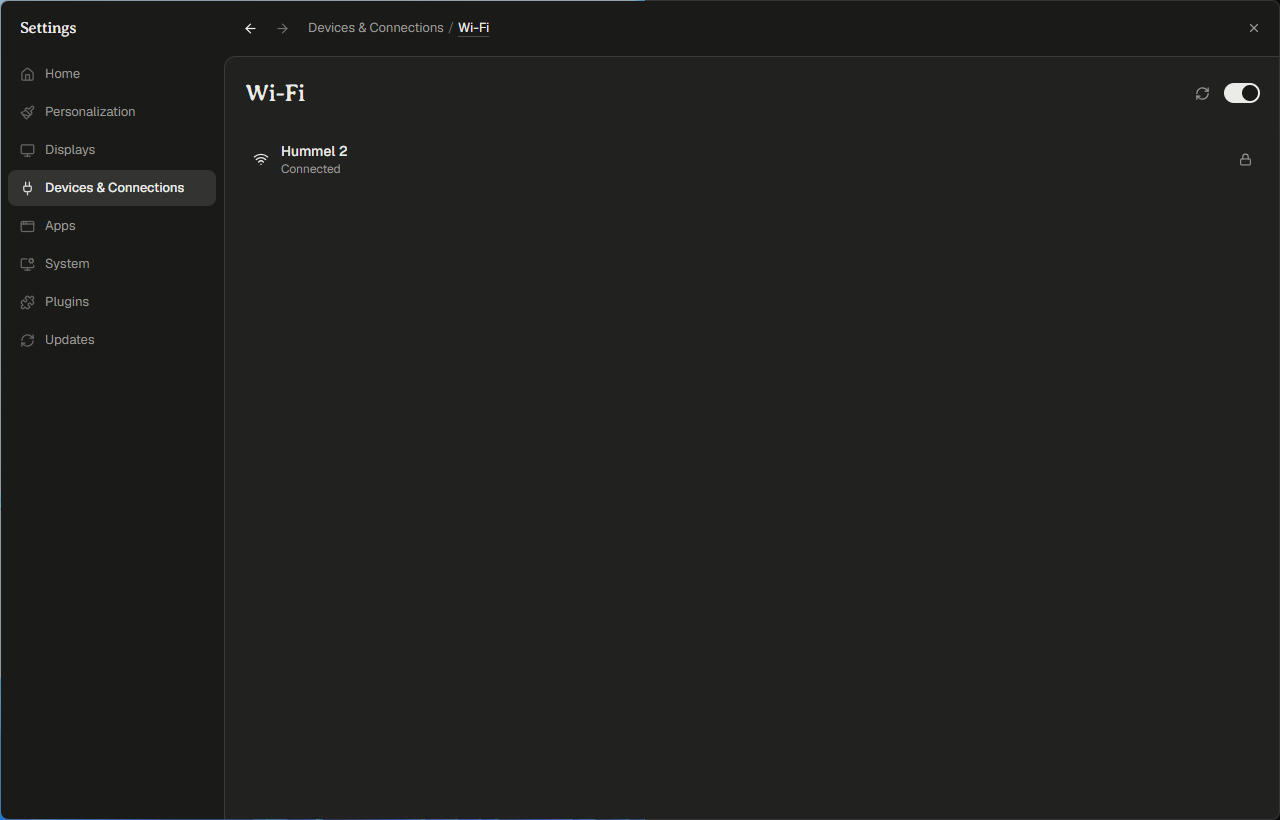 Settings
Devices & Connections / Wi-Fi
Home
Personalization
Displays
Devices & Connections
Apps
System
Plugins
Updates
Wi-Fi
Hummel 2
Connected